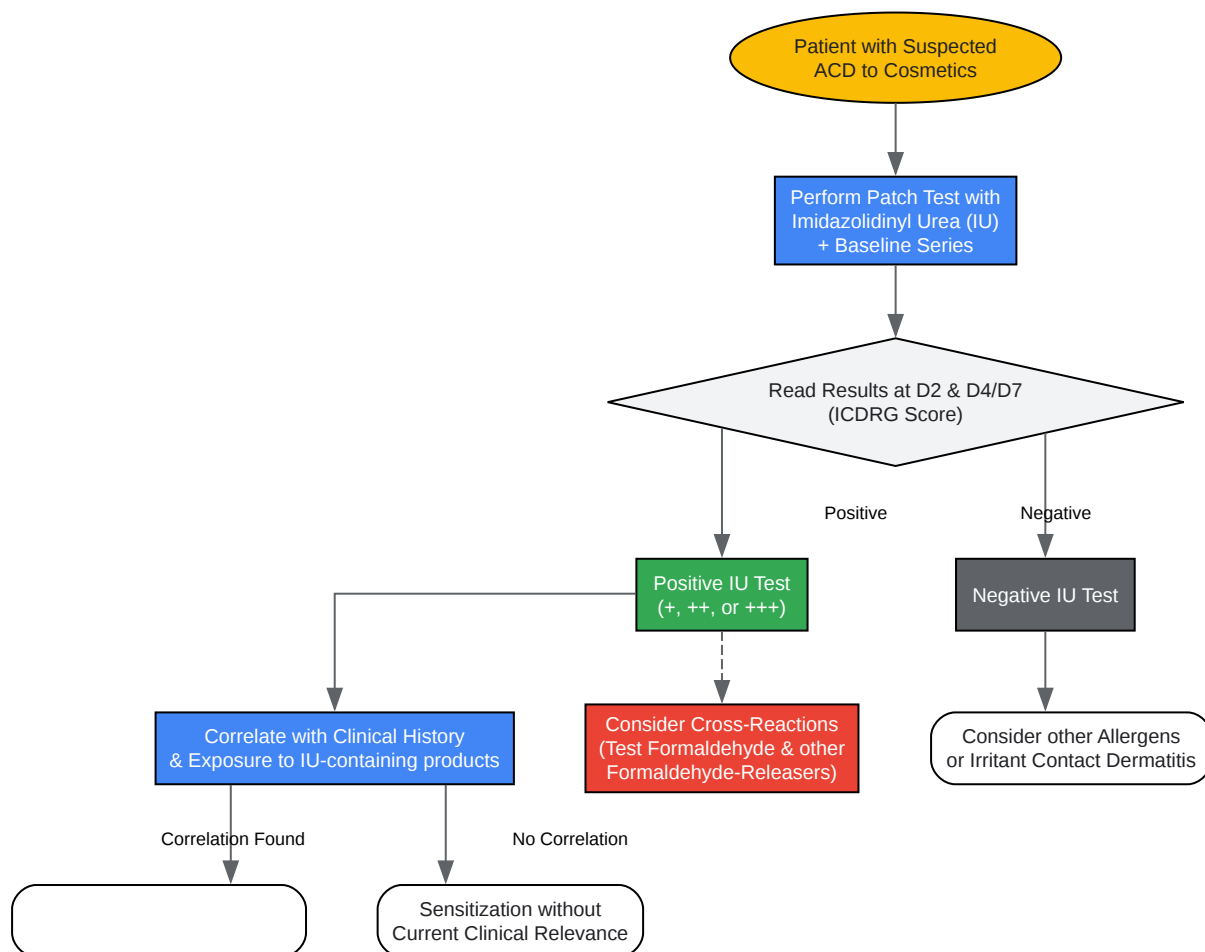 Patient with Suspected
ACD to Cosmetics
Perform Patch Test with
Imidazolidinyl Urea (IU)
+ Baseline Series
Read Results at D2 & D4/D7
(ICDRG Score)
Positive
Negative
Positive IU Test
(+, ++, or +++)
Negative IU Test
Correlate with Clinical History
& Exposure to IU-containing products
Consider Cross-Reactions
(Test Formaldehyde & other
Formaldehyde-Releasers)
Consider other Allergens
or Irritant Contact Dermatitis
Correlation Found
No Correlation
Sensitization without
Current Clinical Relevance